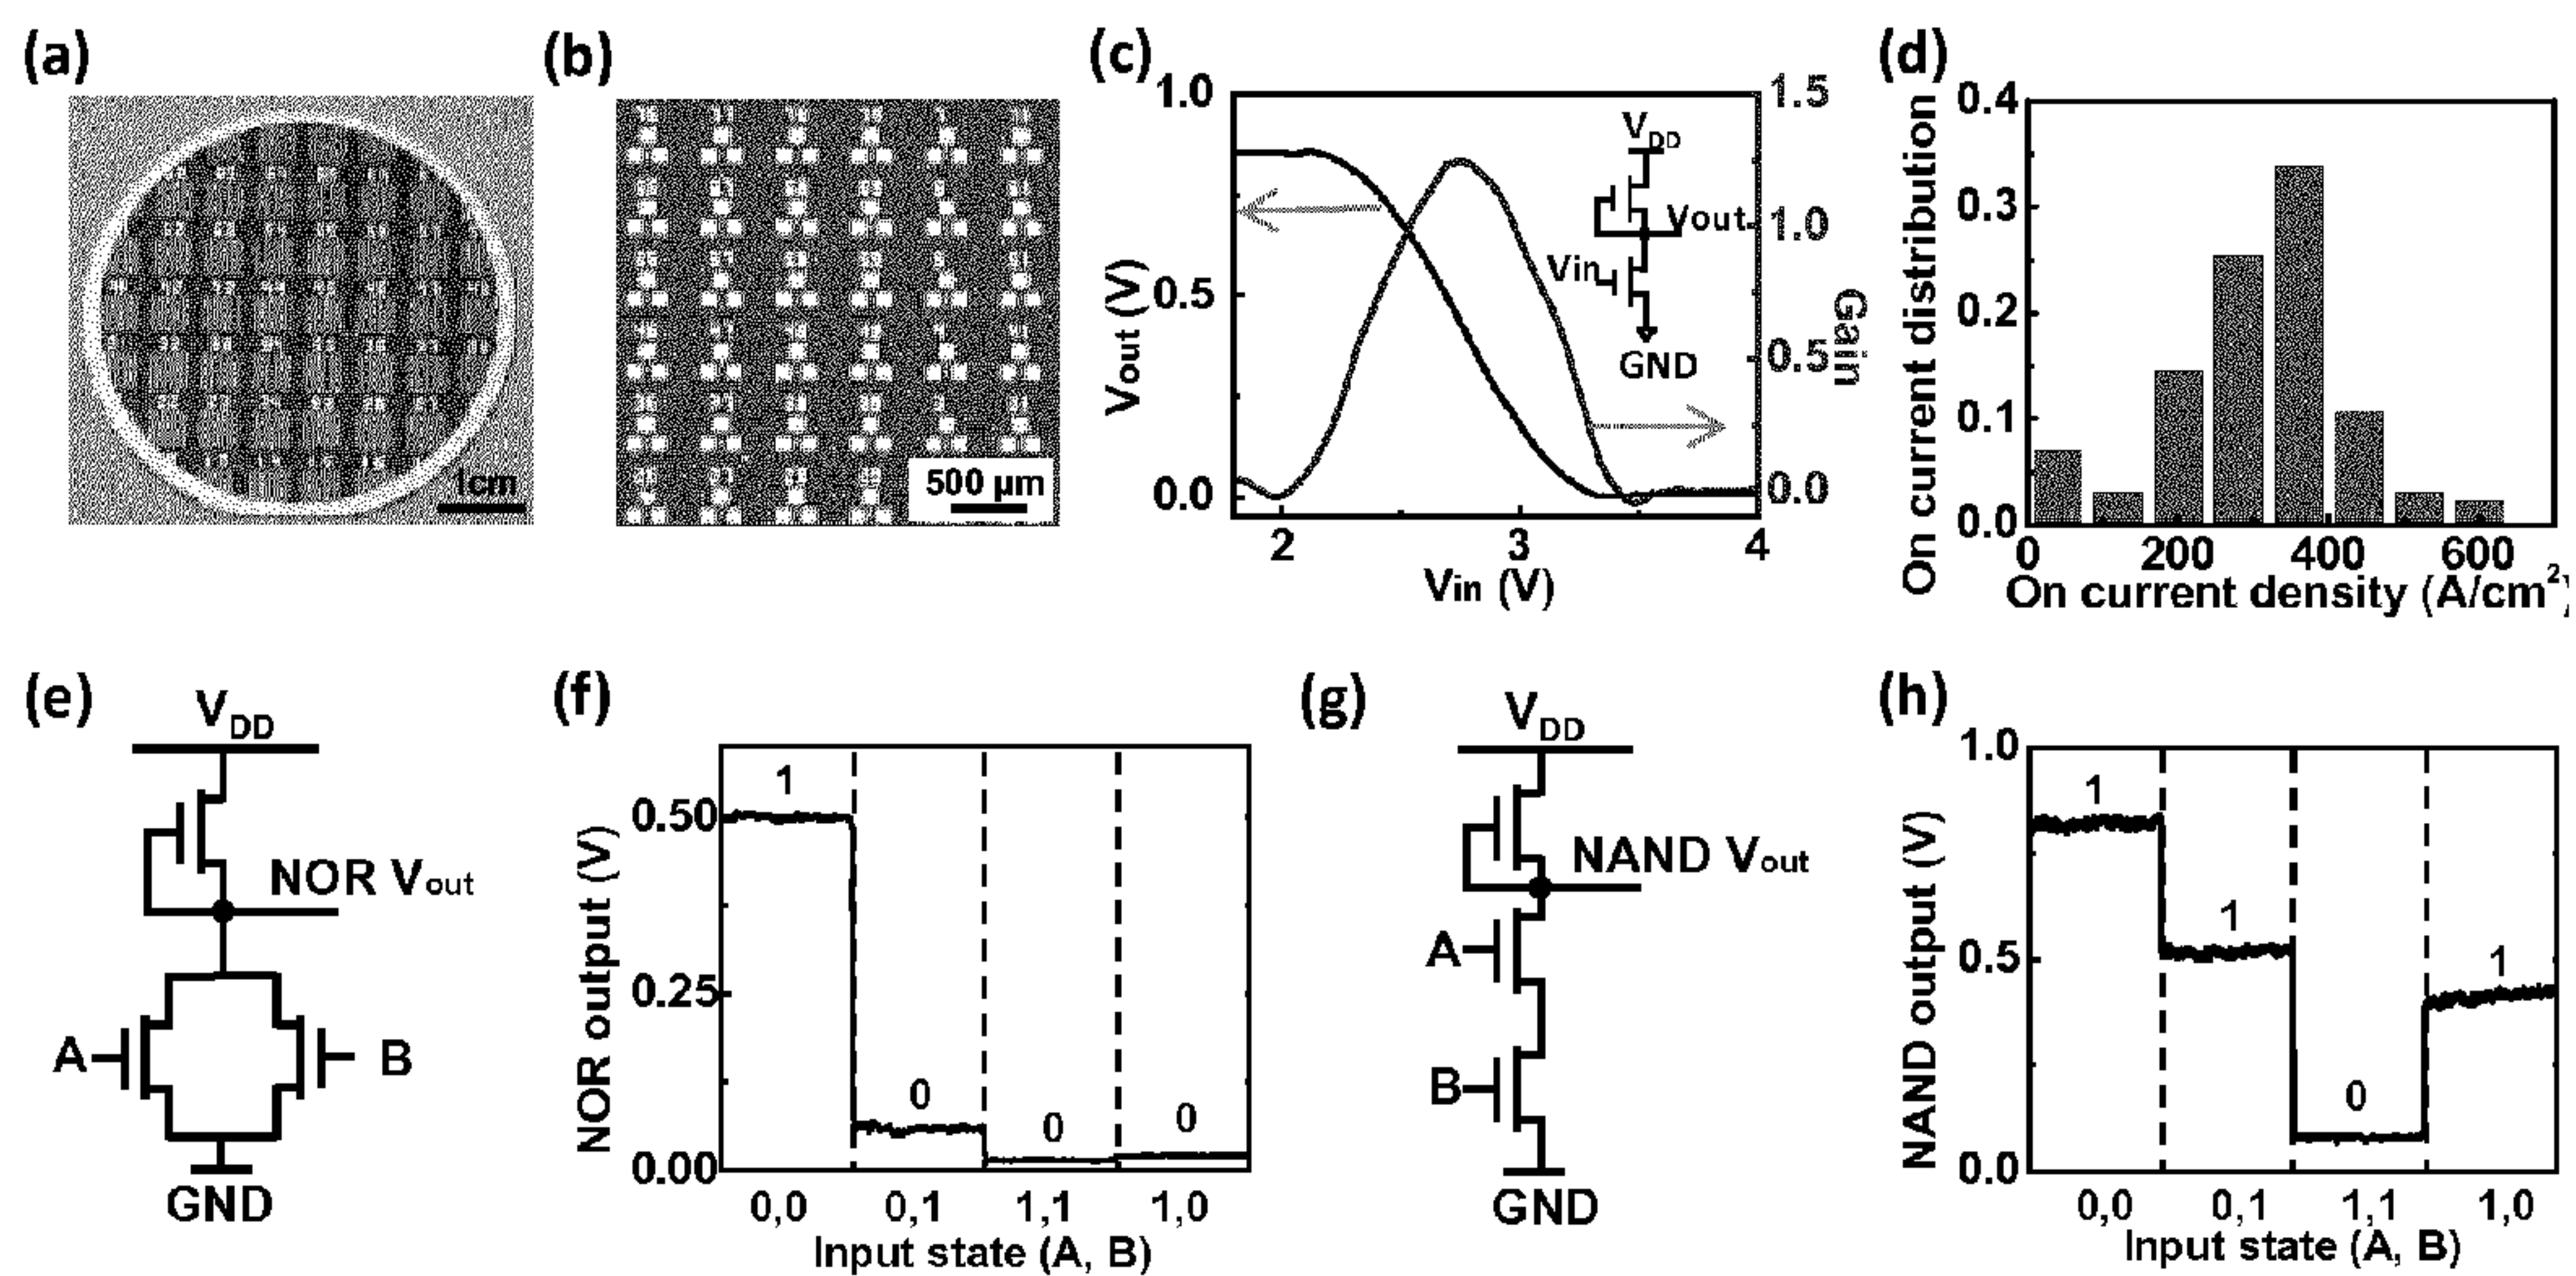 (a)
1cm
(b)
500 μm
(c)
1.0
0.5
0.0
Vout (V)
2
3
4
Vin (V)
1.5
1.0
0.5
0.0
Gain
VDD
Vout
Vin
GND
(d)
0.4
0.3
0.2
0.1
0.0
On current distribution
0
200
400
600
On current density (A/cm²)
(e)
VDD
NOR Vout
A
B
GND
(f)
NOR output (V)
0.50
0.25
0.00
1
0
0
0
0,0
0,1
1,1
1,0
Input state (A, B)
(g)
VDD
NAND Vout
A
B
GND
(h)
NAND output (V)
1.0
0.5
0.0
1
1
0
1
0,0
0,1
1,1
1,0
Input state (A, B)